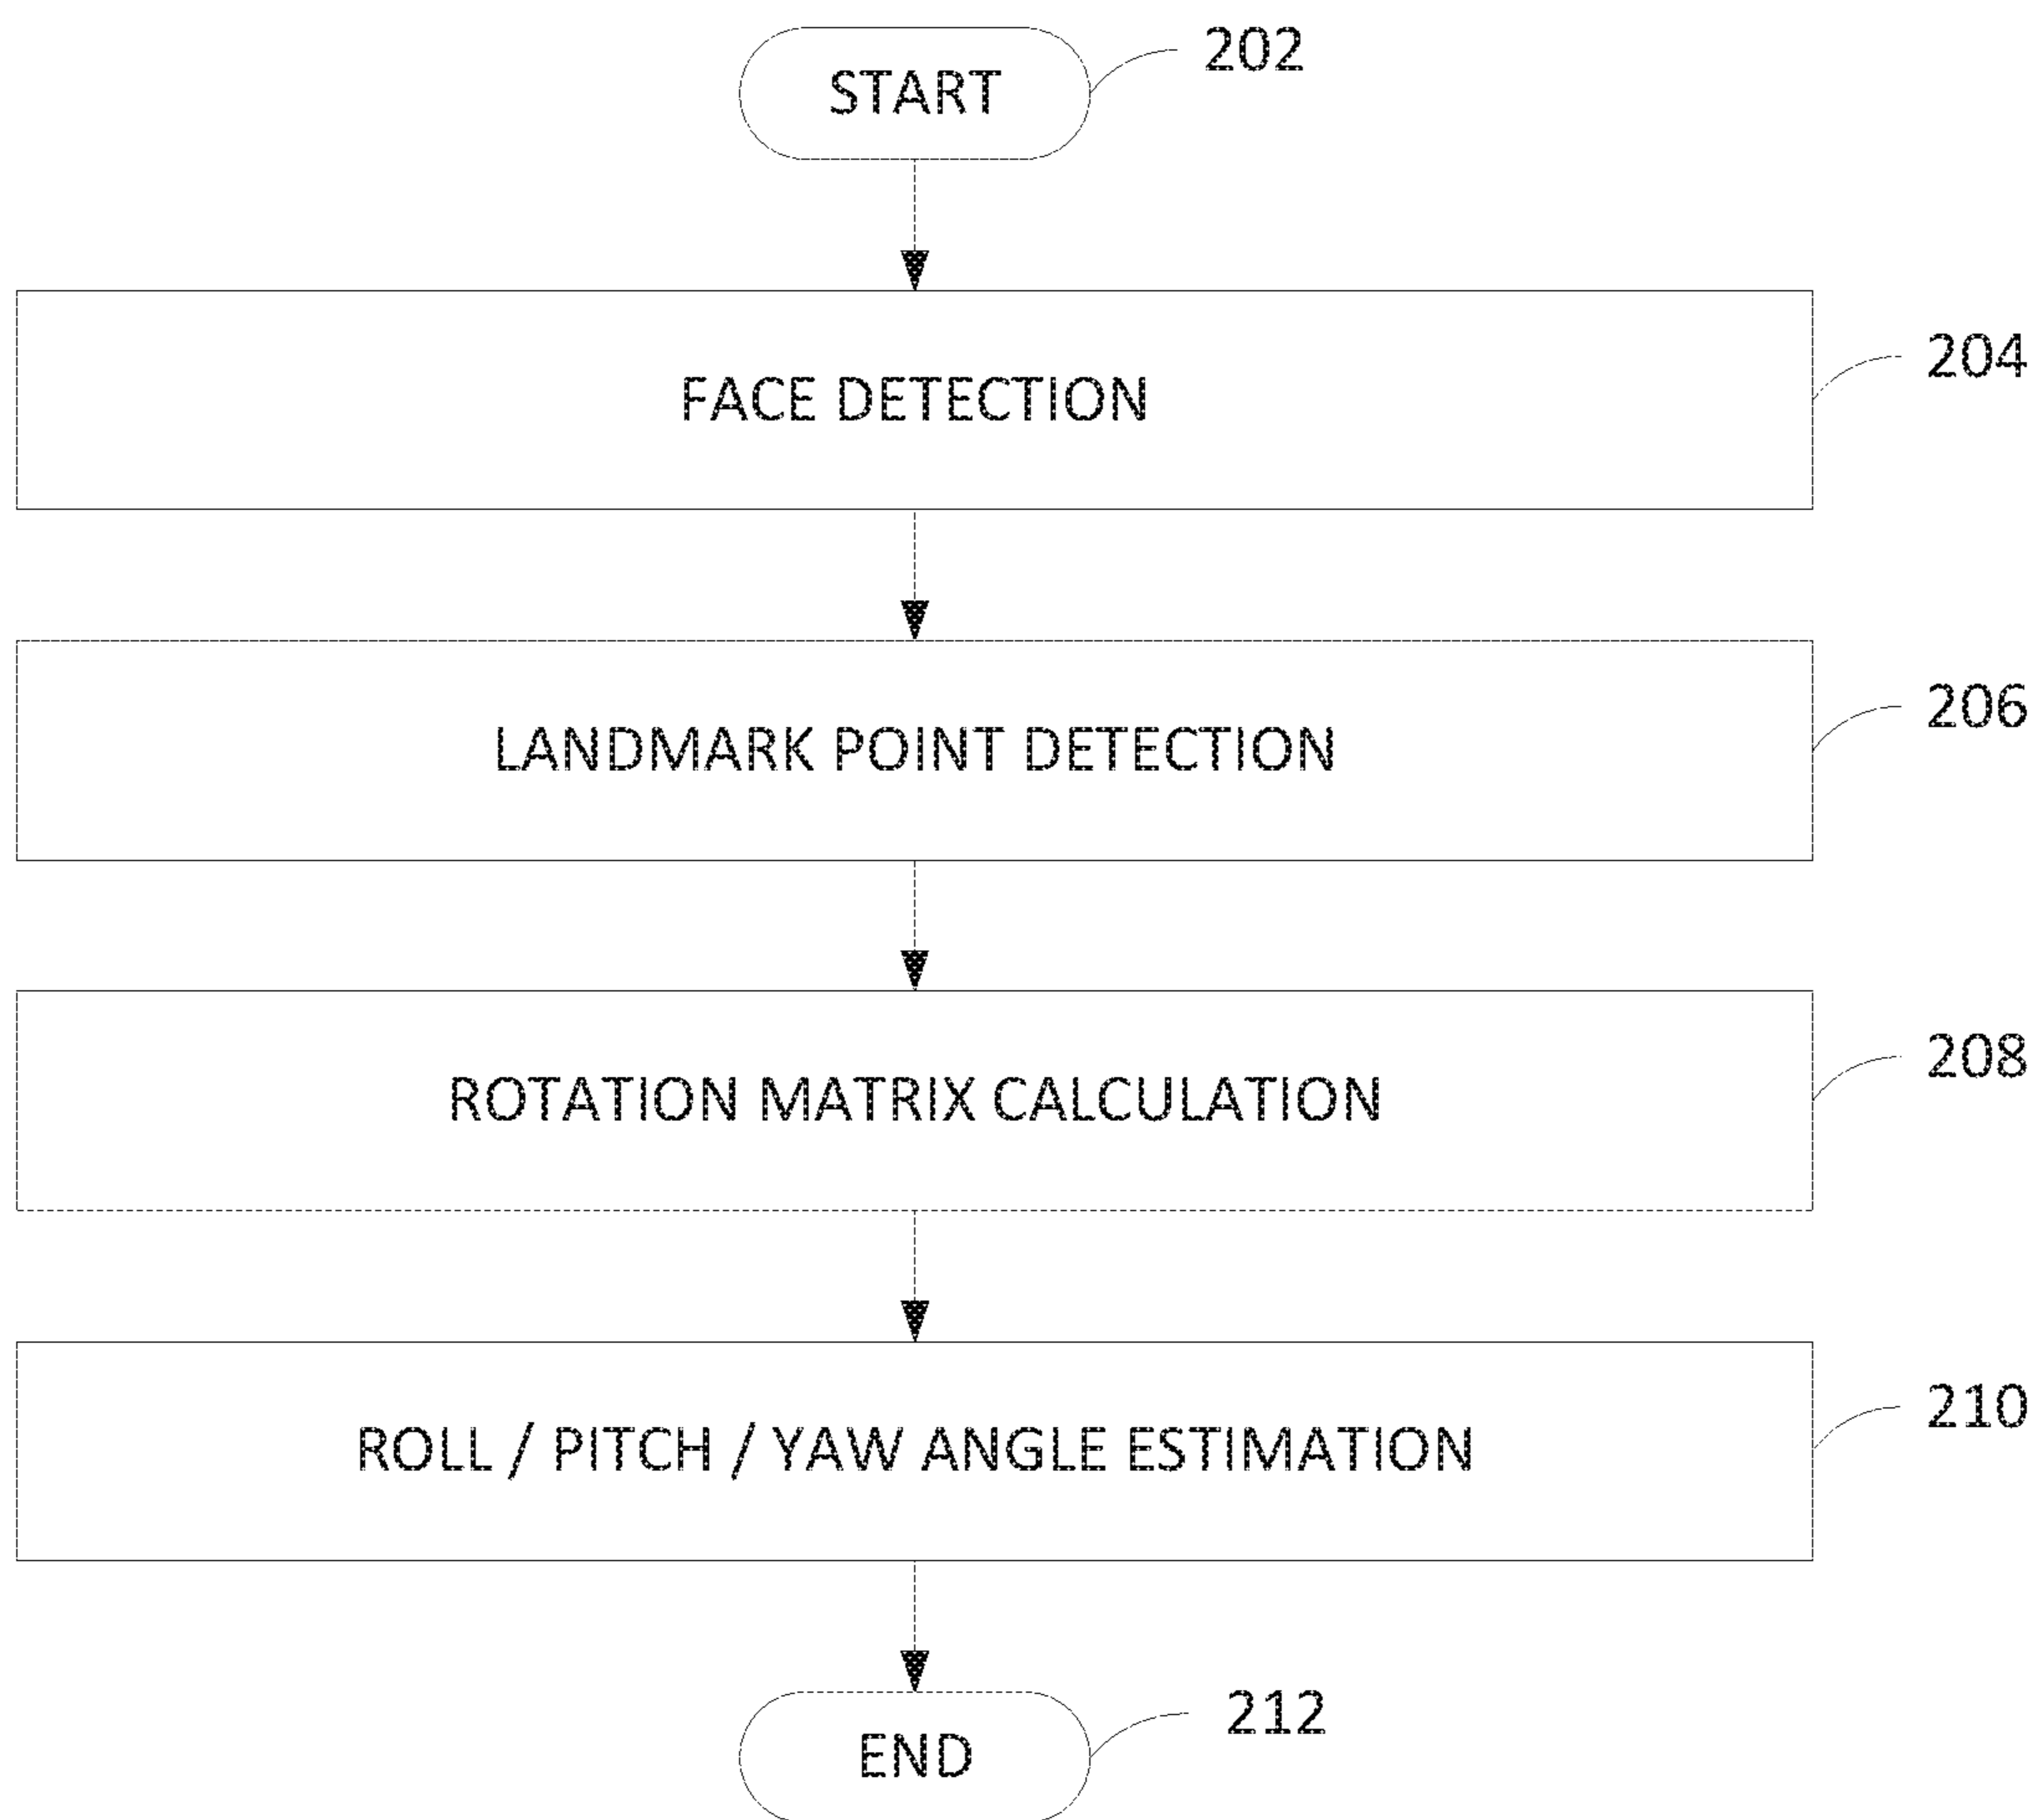 START
202
FACE DETECTION
204
LANDMARK POINT DETECTION
206
ROTATION MATRIX CALCULATION
208
ROLL / PITCH / YAW ANGLE ESTIMATION
210
END
212